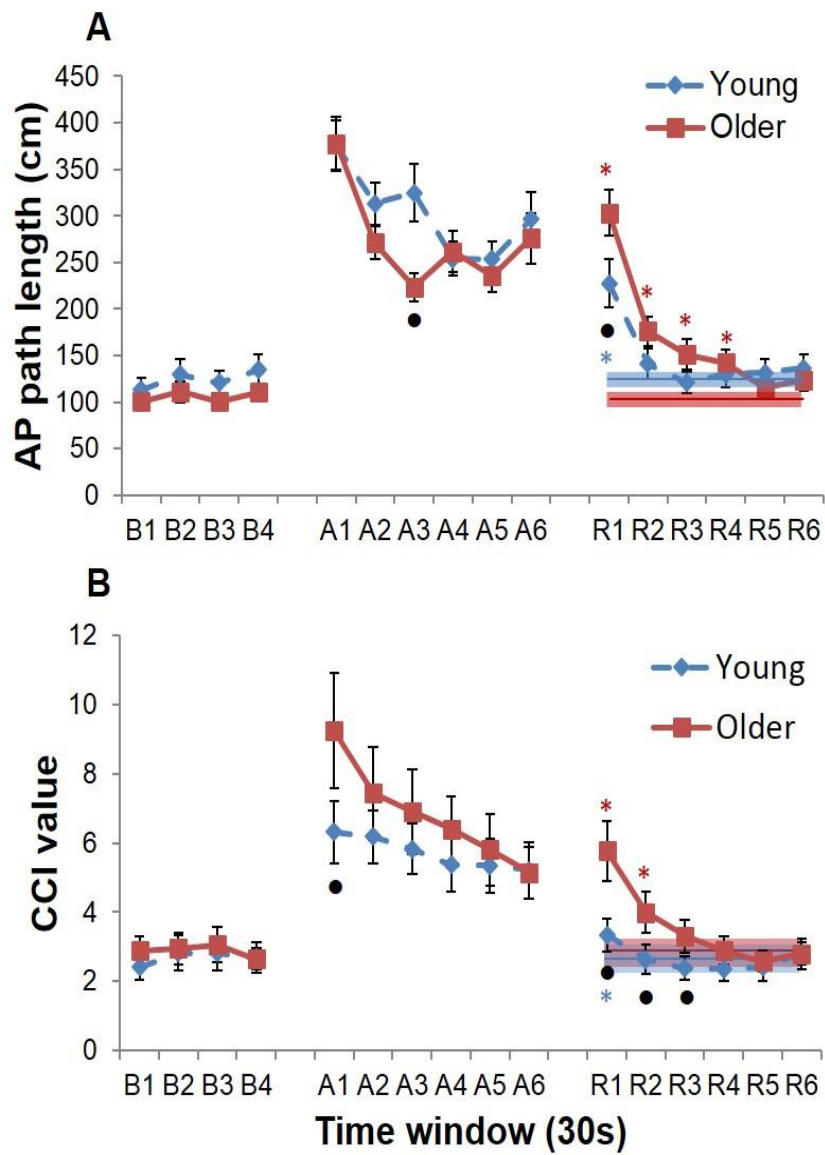 A
AP path length (cm)
450
400
350
300
250
200
150
100
50
0
Young
Older
*
*
*
*
*
B1 B2 B3 B4 A1 A2 A3 A4 A5 A6 R1 R2 R3 R4 R5 R6
B
CCI value
12
10
8
6
4
2
0
Young
Older
*
*
*
B1 B2 B3 B4 A1 A2 A3 A4 A5 A6 R1 R2 R3 R4 R5 R6
Time window (30s)